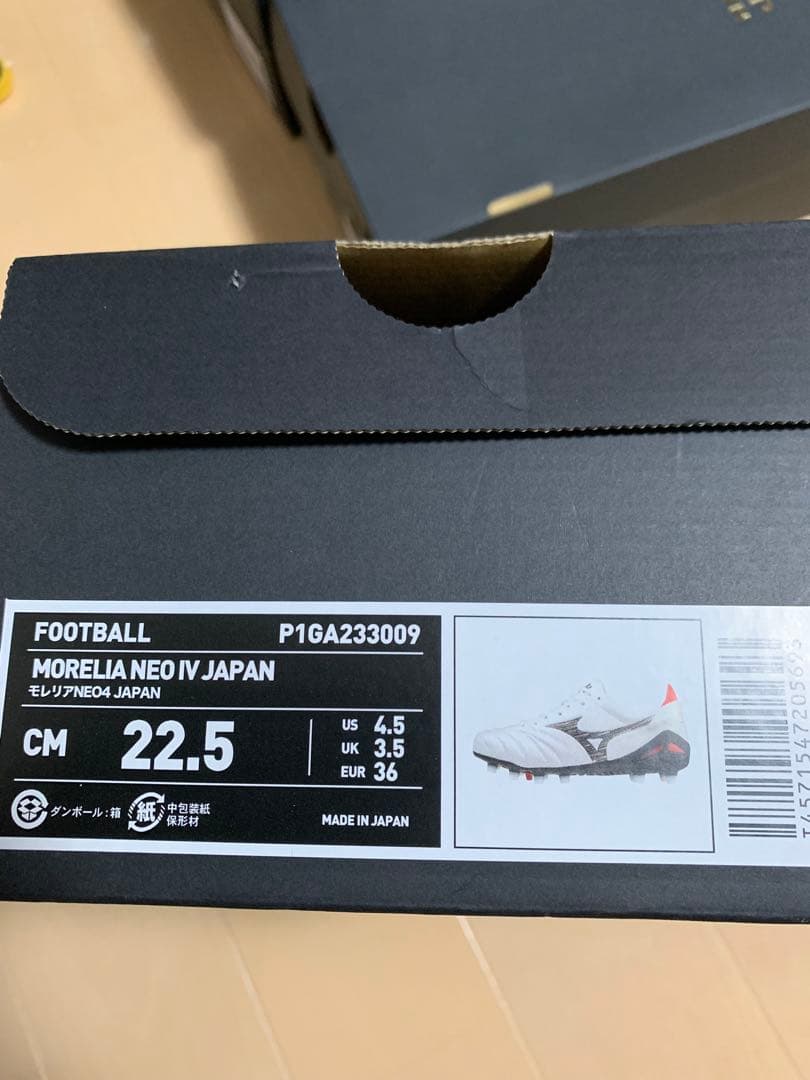 FOOTBALL P1GA233009
MORELIA NEO IV JAPAN
モレリアNEO4 JAPAN
CM 22.5
US 4.5
UK 3.5
EUR 36
ダンボール:箱
紙 中包装紙
保形材
MADE IN JAPAN